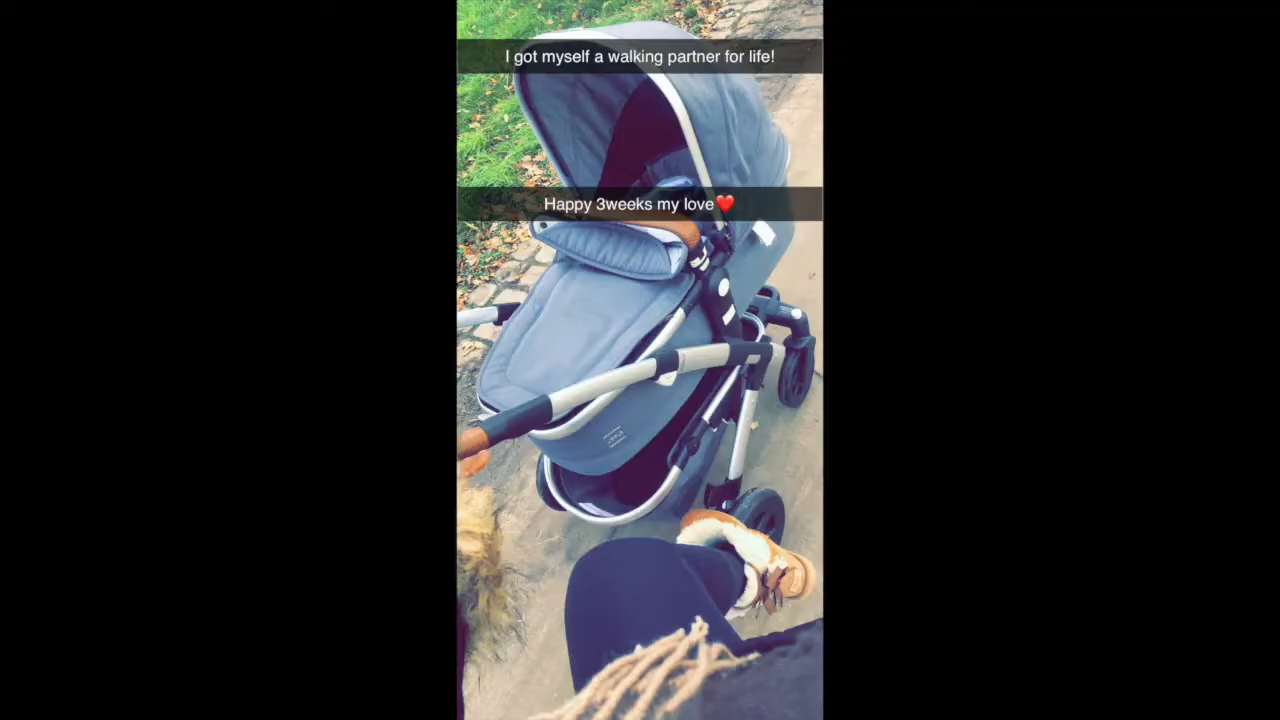 I got myself a walking partner for life!
Happy 3weeks my love❤️